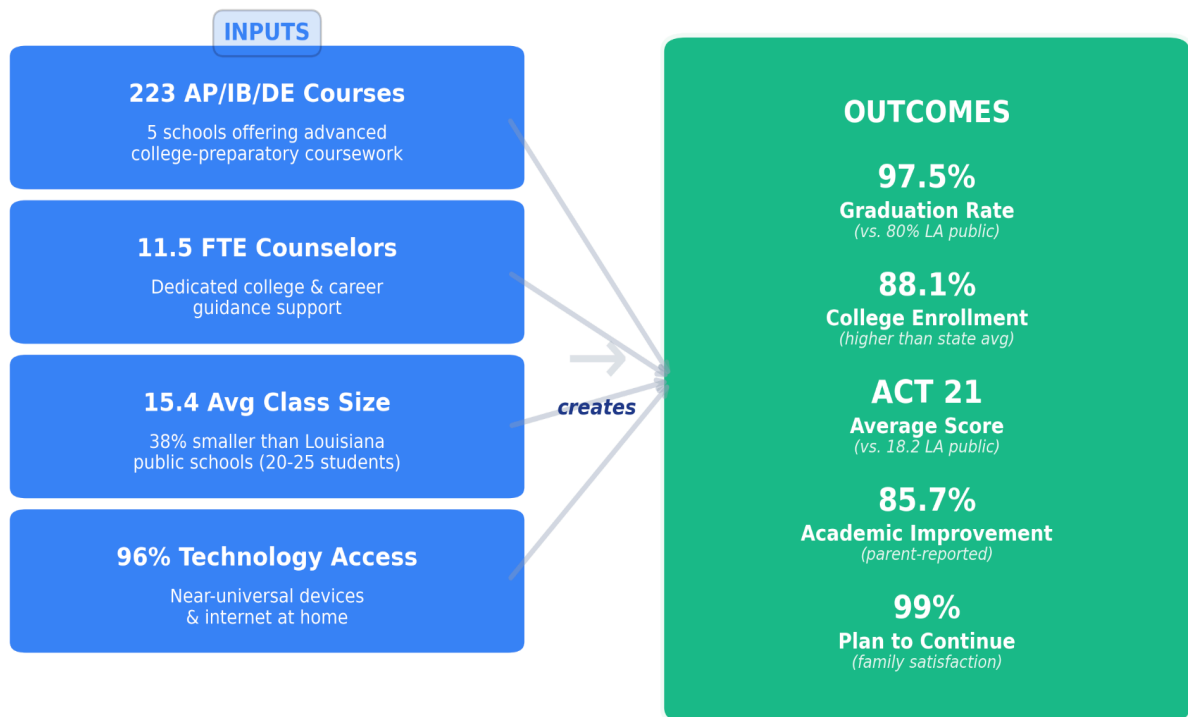 INPUTS
223 AP/IB/DE Courses
5 schools offering advanced
college-preparatory coursework
11.5 FTE Counselors
Dedicated college & career
guidance support
15.4 Avg Class Size
38% smaller than Louisiana
public schools (20-25 students)
96% Technology Access
Near-universal devices
& internet at home
→
creates
OUTCOMES
97.5%
Graduation Rate
(vs. 80% LA public)
88.1%
College Enrollment
(higher than state avg)
ACT 21
Average Score
(vs. 18.2 LA public)
85.7%
Academic Improvement
(parent-reported)
99%
Plan to Continue
(family satisfaction)